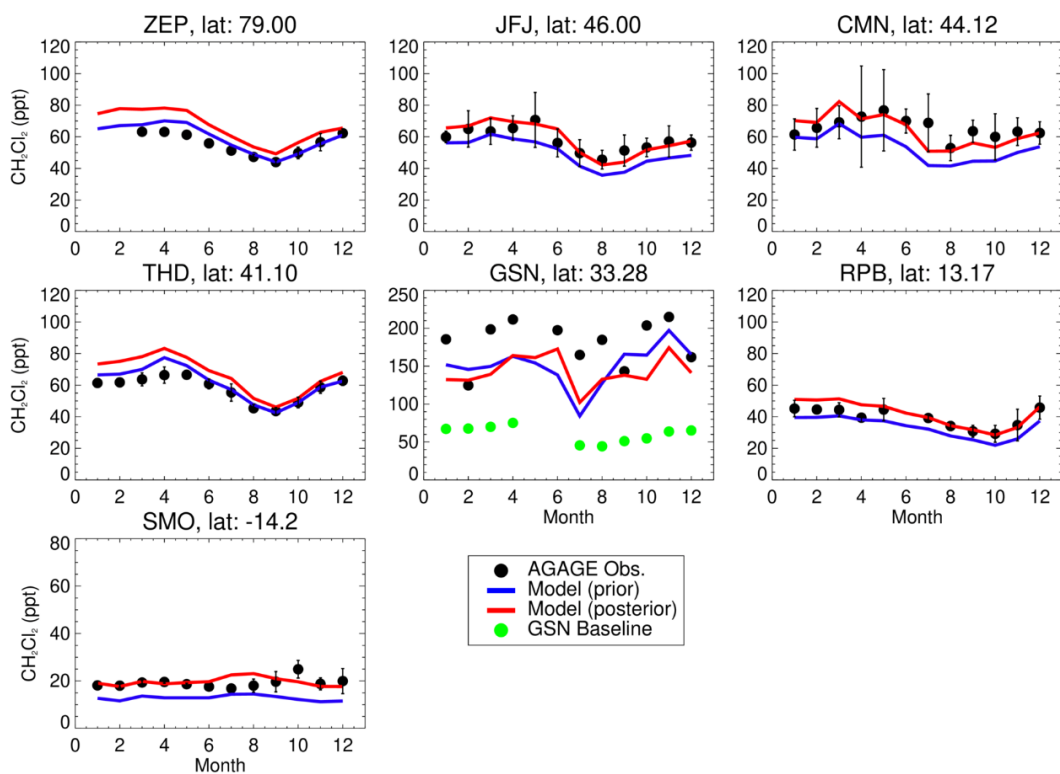 ZEP, lat: 79.00
JFJ, lat: 46.00
CMN, lat: 44.12
120
100
80
60
40
20
0
CH₂Cl₂ (ppt)
0 2 4 6 8 10 12
120
100
80
60
40
20
0
0 2 4 6 8 10 12
120
100
80
60
40
20
0
0 2 4 6 8 10 12
THD, lat: 41.10
GSN, lat: 33.28
RPB, lat: 13.17
120
100
80
60
40
20
0
CH₂Cl₂ (ppt)
0 2 4 6 8 10 12
250
200
150
100
50
0
0 2 4 6 8 10 12
Month
120
100
80
60
40
20
0
0 2 4 6 8 10 12
Month
SMO, lat: -14.2
80
60
40
20
0
CH₂Cl₂ (ppt)
0 2 4 6 8 10 12
Month
AGAGE Obs.
Model (prior)
Model (posterior)
GSN Baseline